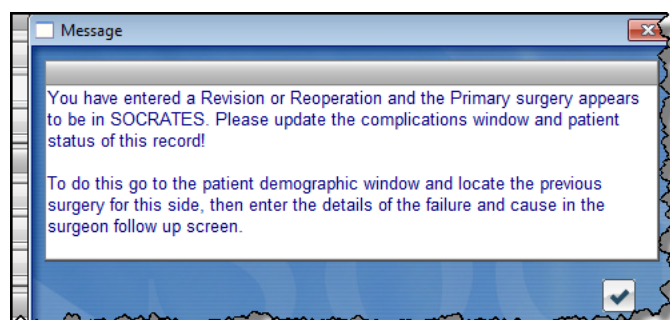 Message
You have entered a Revision or Reoperation and the Primary surgery appears
to be in SOCRATES. Please update the complications window and patient
status of this record!
To do this go to the patient demographic window and locate the previous
surgery for this side, then enter the details of the failure and cause in the
surgeon follow up screen.